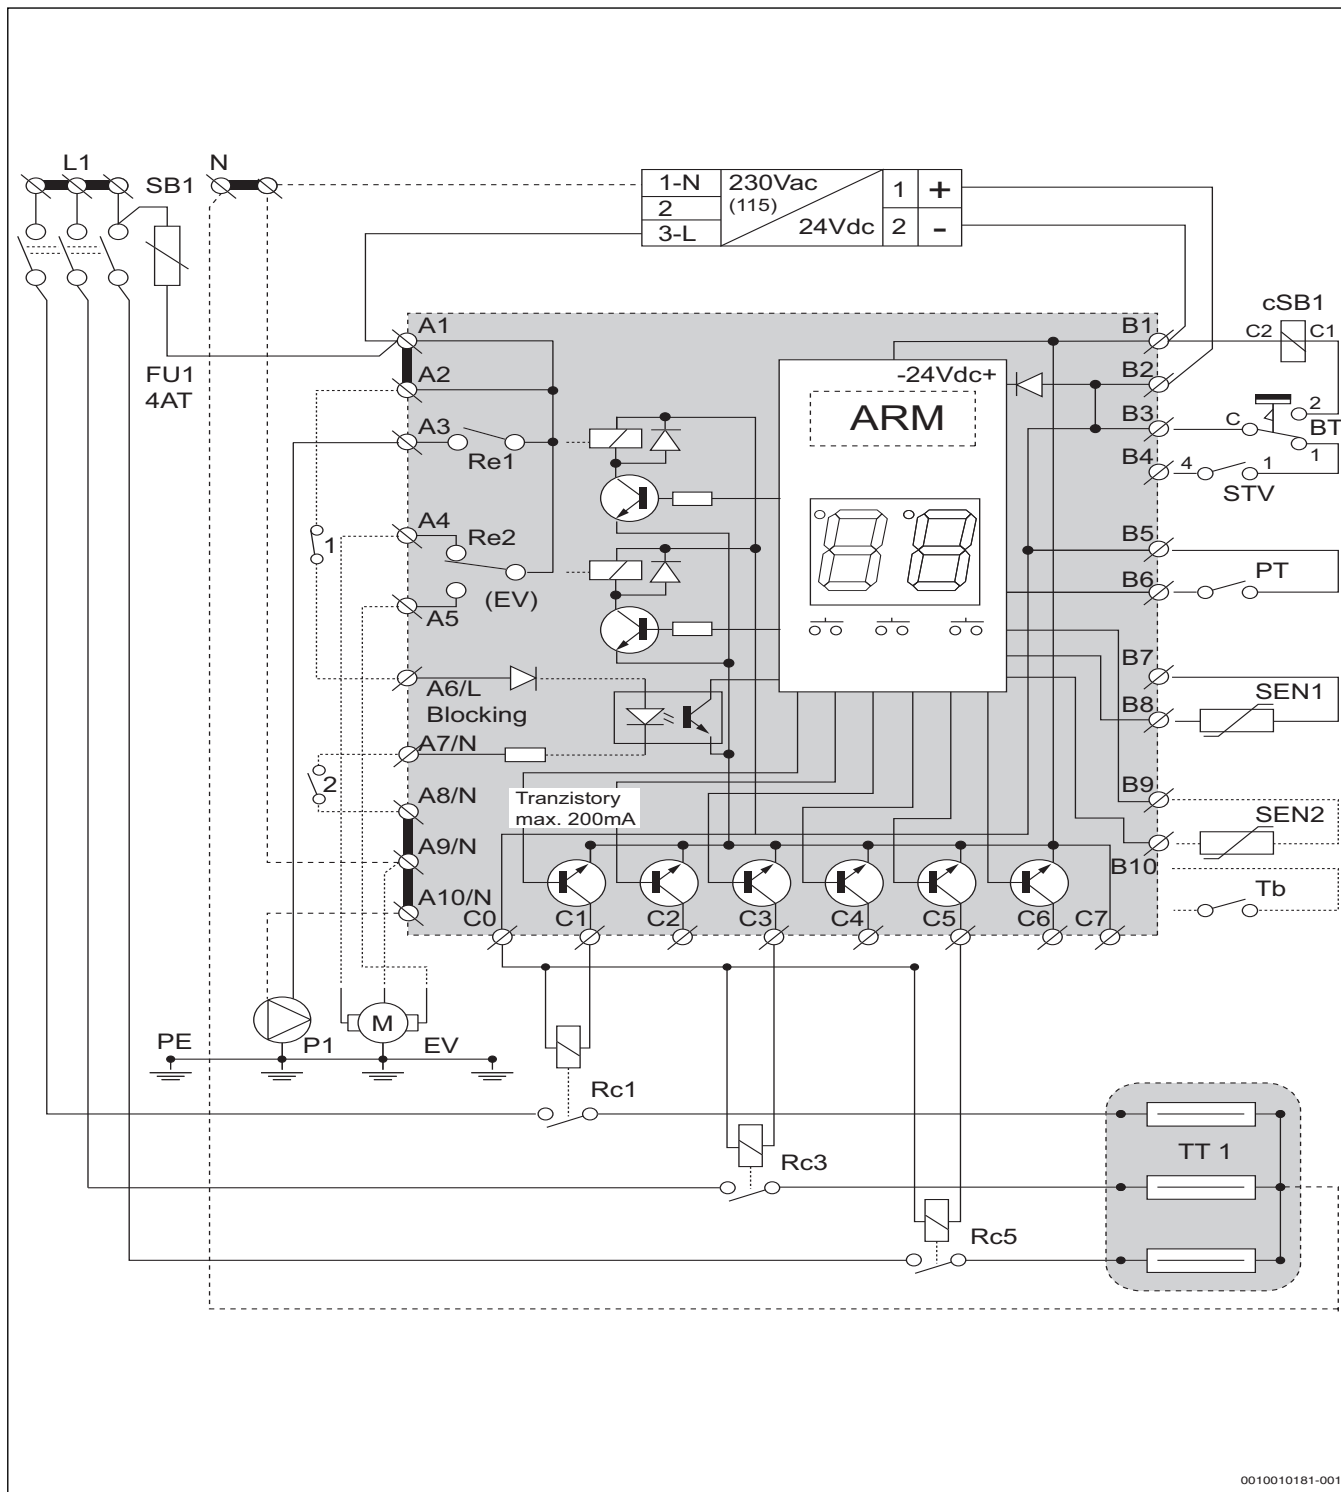 L1
SB1
N
1-N
2
3-L
230Vac
(115)
24Vdc
1
2
+
-
FU1
4AT
A1
A2
A3
Re1
A4
Re2
(EV)
A5
A6/L
Blocking
A7/N
A8/N
A9/N
A10/N
1
2
-24Vdc+
ARM
Tranzistory
max. 200mA
C0
C1
C2
C3
C4
C5
C6
C7
B1
B2
B3
B4
B5
B6
B7
B8
B9
B10
cSB1
C2
C1
2
C
BT
1
4
1
STV
PT
SEN1
SEN2
Tb
PE
P1
M
EV
Rc1
Rc3
Rc5
TT 1
0010010181-001